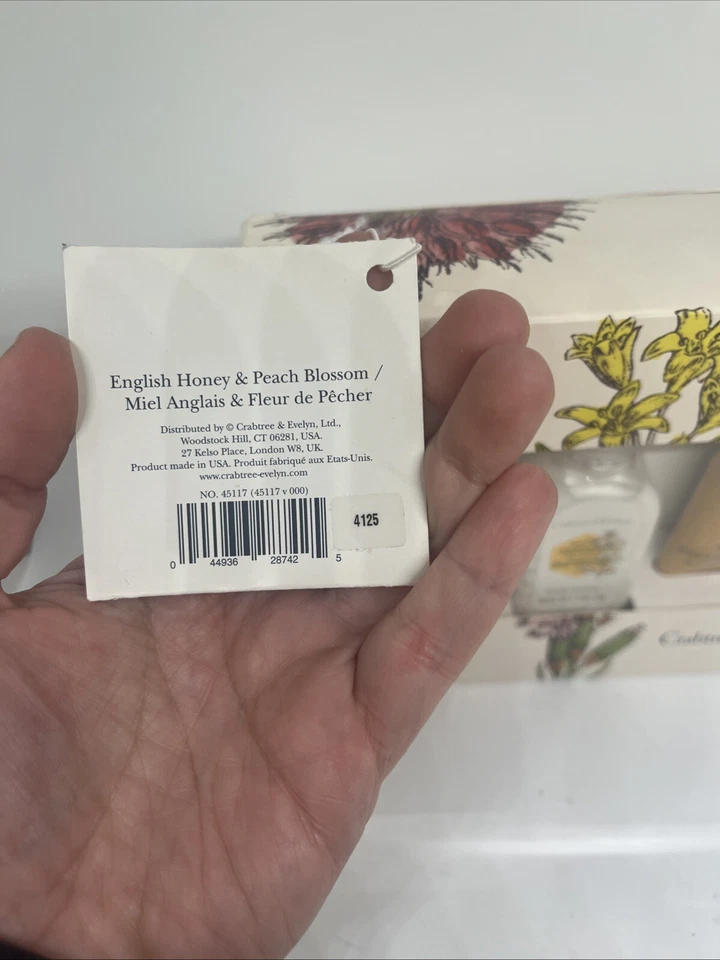 English Honey & Peach Blossom /
Miel Anglais & Fleur de Pêcher
Distributed by © Crabtree & Evelyn, Ltd.,
Woodstock Hill, CT 06281, USA.
27 Kelso Place, London W8, UK.
Product made in USA. Produit fabriqué aux Etats-Unis.
www.crabtree-evelyn.com
NO. 45117 (45117 v 000)
4125
0 44936 28742 5